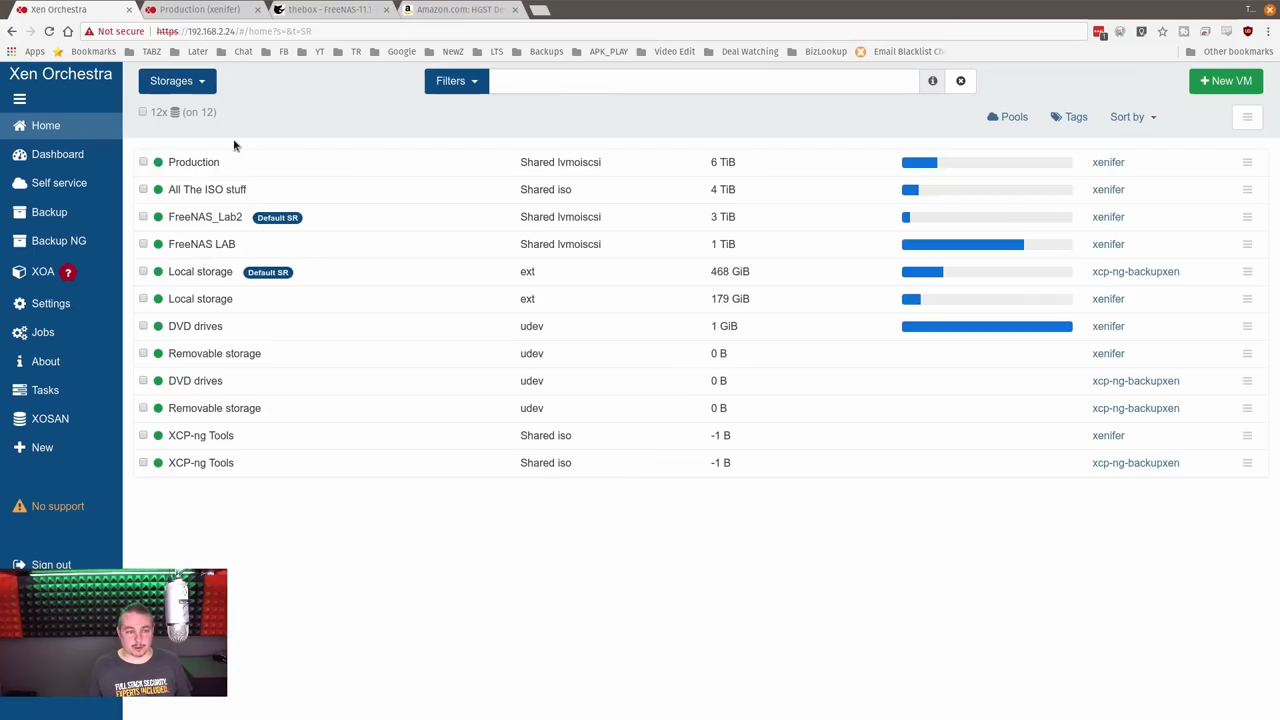 Xen Orchestra
Production (xenifer)
thebox - FreeNAS-11.1
Amazon.com: HGST De
T...
Not secure
https://192.168.2.24/#/home?s=&t=SR
1
Apps
Bookmarks
TABZ
Later
Chat
FB
YT
TR
Google
NewZ
LTS
Backups
APK_PLAY
Video Edit
Deal Watching
BizLookup
Email Blacklist Ch
Other bookmarks
Xen Orchestra
Home
Dashboard
Self service
Backup
Backup NG
XOA ?
Settings
Jobs
About
Tasks
XOSAN
New
No support
Sign out
Storages
Filters
+ New VM
12x (on 12)
Pools
Tags
Sort by
Production Shared lvmoiscsi 6 TiB xenifer
All The ISO stuff Shared iso 4 TiB xenifer
FreeNAS_Lab2 Default SR Shared lvmoiscsi 3 TiB xenifer
FreeNAS LAB Shared lvmoiscsi 1 TiB xenifer
Local storage Default SR ext 468 GiB xcp-ng-backupxen
Local storage ext 179 GiB xenifer
DVD drives udev 1 GiB xenifer
Removable storage udev 0 B xenifer
DVD drives udev 0 B xcp-ng-backupxen
Removable storage udev 0 B xcp-ng-backupxen
XCP-ng Tools Shared iso -1 B xenifer
XCP-ng Tools Shared iso -1 B xcp-ng-backupxen
FULL STACK SECURITY.
EXPERTS INCLUDED.